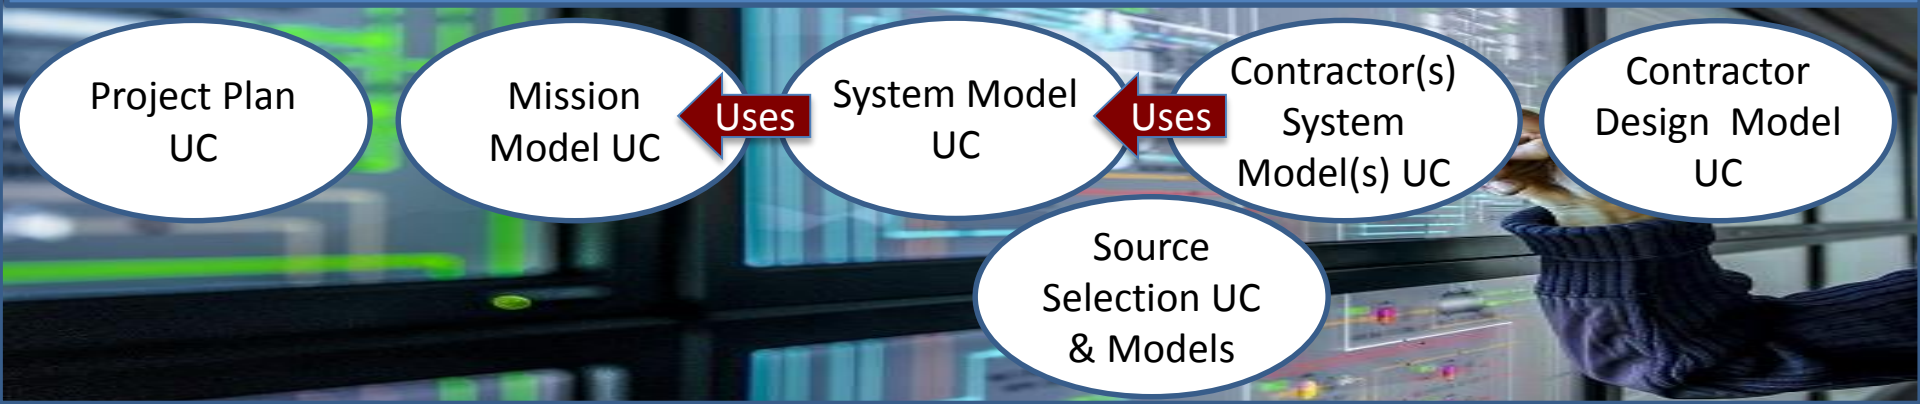 Project Plan
UC
Mission
Model UC
Uses
System Model
UC
Uses
Contractor(s)
System
Model(s) UC
Contractor
Design Model
UC
Source
Selection UC
& Models